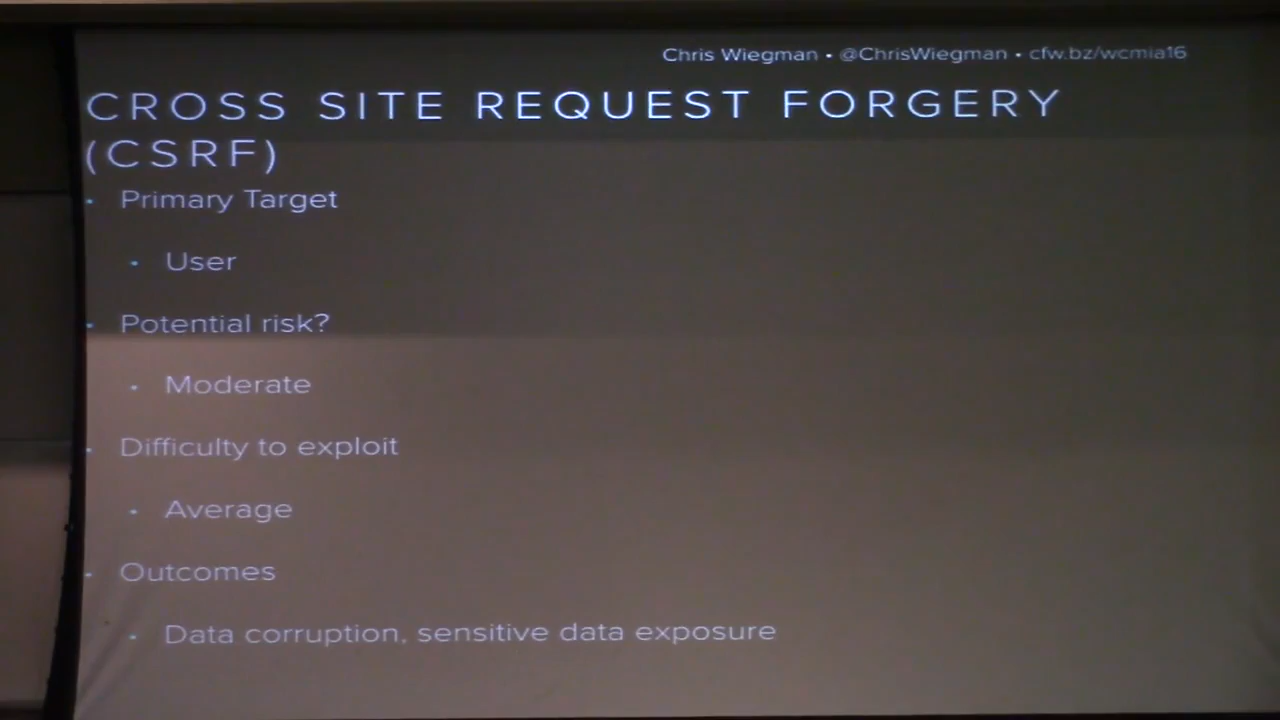 Chris Wiegman • @ChrisWiegman • cfw.bz/wcmia16
CROSS SITE REQUEST FORGERY
(CSRF)
• Primary Target
• User
• Potential risk?
• Moderate
• Difficulty to exploit
• Average
• Outcomes
• Data corruption, sensitive data exposure